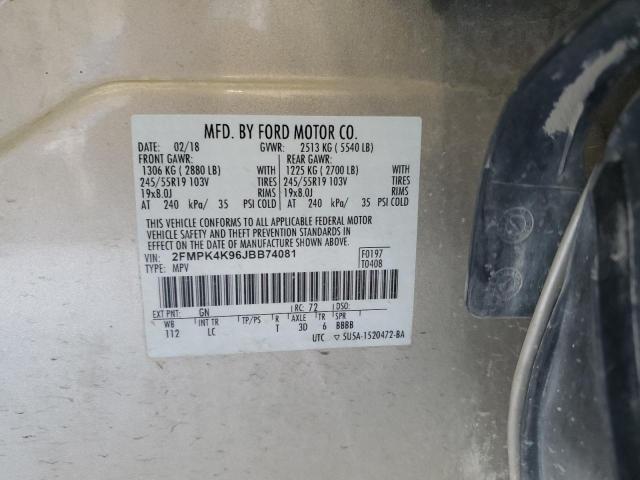 MFD. BY FORD MOTOR CO.
DATE: 02/18 GVWR: 2513 KG ( 5540 LB)
FRONT GAWR: REAR GAWR:
1306 KG ( 2880 LB) WITH 1225 KG ( 2700 LB) WITH
245/55R19 103V TIRES 245/55R19 103V TIRES
19x8.0J RIMS 19x8.0J RIMS
AT 240 kPa/ 35 PSI COLD AT 240 kPa/ 35 PSI COLD
THIS VEHICLE CONFORMS TO ALL APPLICABLE FEDERAL MOTOR
VEHICLE SAFETY AND THEFT PREVENTION STANDARDS IN
EFFECT ON THE DATE OF MANUFACTURE SHOWN ABOVE.
VIN: 2FMPK4K96JBB74081 F0197
TYPE: MPV T0408
EXT PNT: GN RC: 72 DSO:
WB INT TR TP/PS R AXLE TR SPR
112 LC T 3D 6 BBBB
UTC ▽ 5U5A-1520472-BA